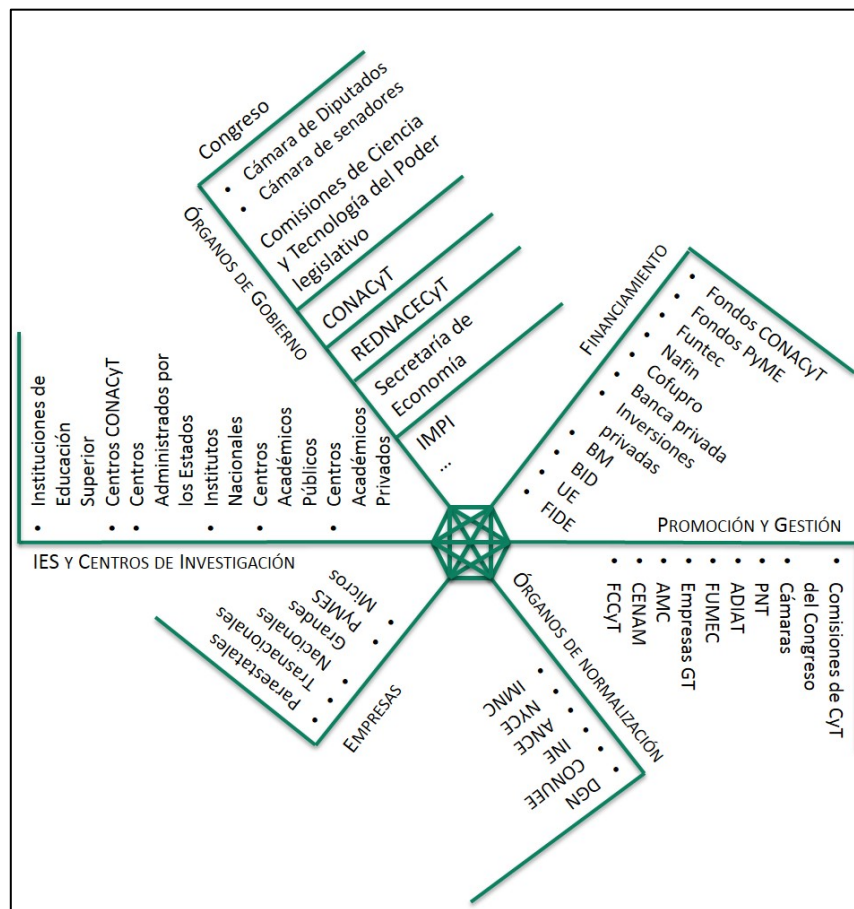 ÓRGANOS DE GOBIERNO
Congreso
• Cámara de Diputados
• Cámara de senadores
Comisiones de Ciencia
y Tecnología del Poder
legislativo
CONACyT
REDNACECyT
Secretaría de
Economía
IMPI
...
FINANCIAMIENTO
• Fondos CONACyT
• Fondos PyME
• Funtec
• Nafin
• Cofupro
• Banca privada
• Inversiones
privadas
• BM
• BID
• UE
• FIDE
PROMOCIÓN Y GESTIÓN
• Comisiones de CyT
del Congreso
• Cámaras
• PNT
• ADIAT
• FUMEC
• Empresas GT
• AMC
• CENAM
• FCCyT
ÓRGANOS DE NORMALIZACIÓN
• DGN
• CONUEE
• INE
• ANCE
• NYCE
• IMNC
EMPRESAS
• Paraestatales
• Trasnacionales
• Nacionales
• Grandes
• PyMES
• Micros
IES Y CENTROS DE INVESTIGACIÓN
• Instituciones de
Educación
Superior
• Centros CONACyT
• Centros
Administrados por
los Estados
• Institutos
Nacionales
• Centros
Académicos
Públicos
• Centros
Académicos
Privados